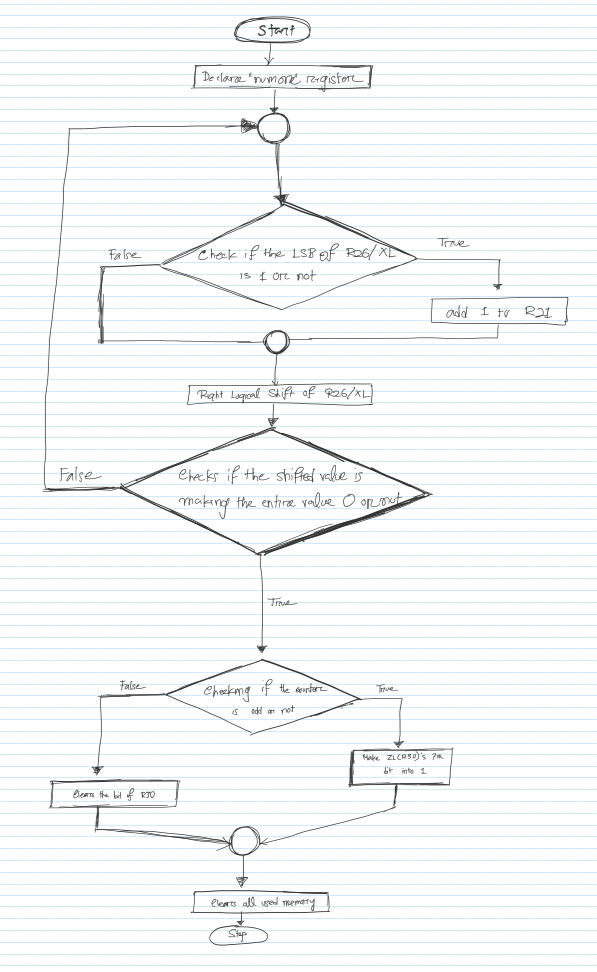 Start
Declare "numone" register
Check if the LSB of R26/XL
is 1 or not
False
True
add 1 to R21
Right Logical Shift of R26/XL
Checks if the shifted value is
making the entire value 0 or not
False
True
Checking if the counter
is odd or not
False
True
Make ZL(R30)'s 7th
bit into 1
Clears the bit of R30
Clears all used memory
Stop